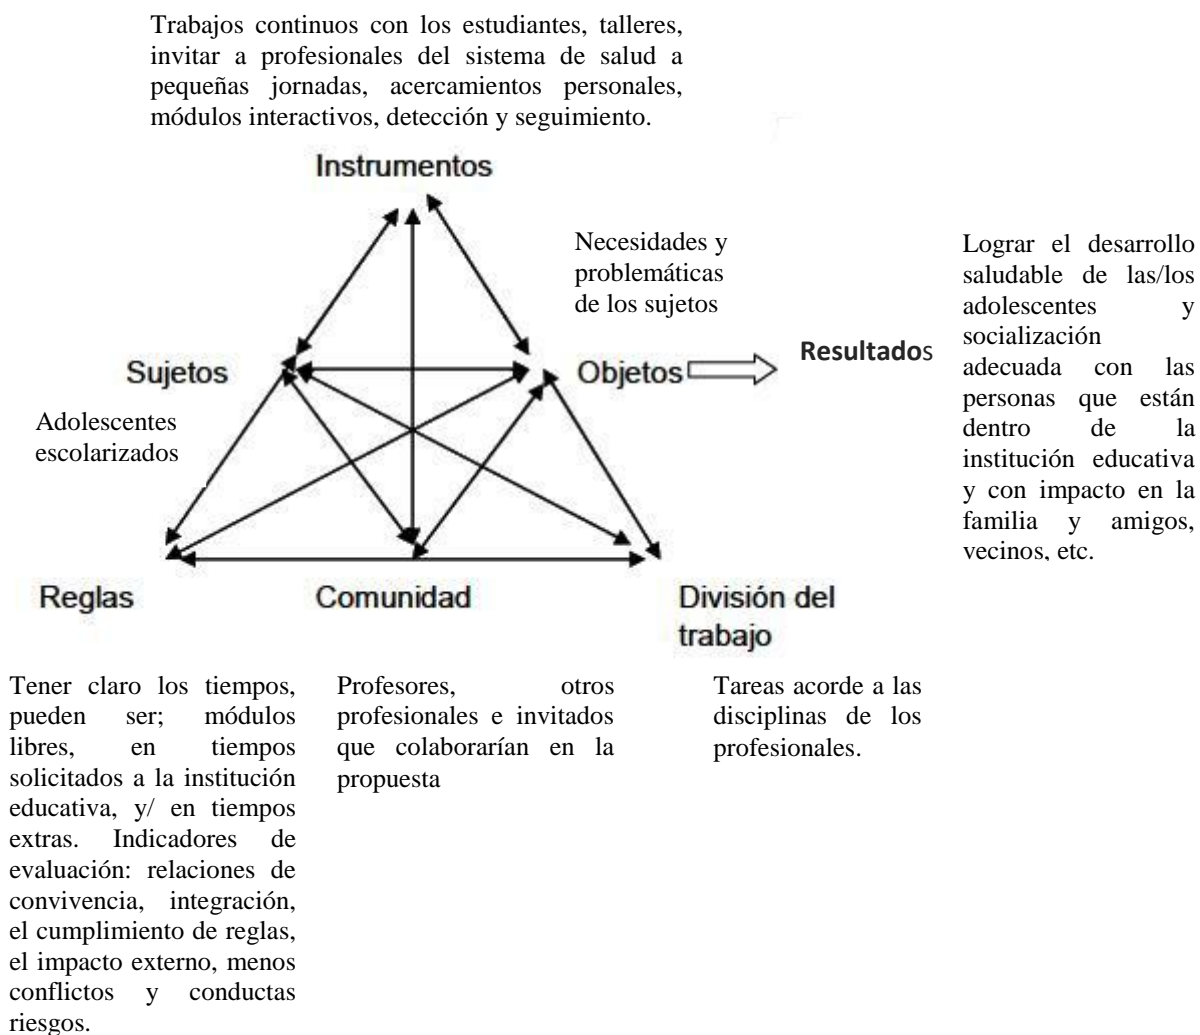 Trabajos continuos con los estudiantes, talleres,
invitar a profesionales del sistema de salud a
pequeñas jornadas, acercamientos personales,
módulos interactivos, detección y seguimiento.
Instrumentos
Necesidades y
problemáticas
de los sujetos
Sujetos
Objetos
Resultados
Lograr el desarrollo
saludable de las/los
adolescentes y
socialización
adecuada con las
personas que están
dentro de la
institución educativa
y con impacto en la
familia y amigos,
vecinos, etc.
Adolescentes
escolarizados
Reglas
Comunidad
División del
trabajo
Tener claro los tiempos,
pueden ser; módulos
libres, en tiempos
solicitados a la institución
educativa, y/ en tiempos
extras. Indicadores de
evaluación: relaciones de
convivencia, integración,
el cumplimiento de reglas,
el impacto externo, menos
conflictos y conductas
riesgos.
Profesores, otros
profesionales e invitados
que colaborarían en la
propuesta
Tareas acorde a las
disciplinas de los
profesionales.